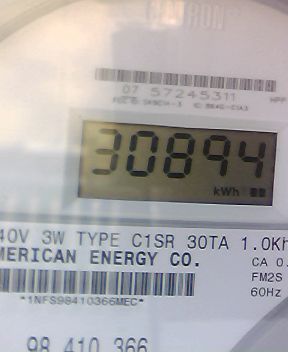 CENTRON
07 57245311
30894
kWh
40V 3W TYPE C1SR 30TA 1.0Kh
MERICAN ENERGY CO.
CA 0.
FM2S
60Hz
*1NFS98410366MEC*
98 410 366